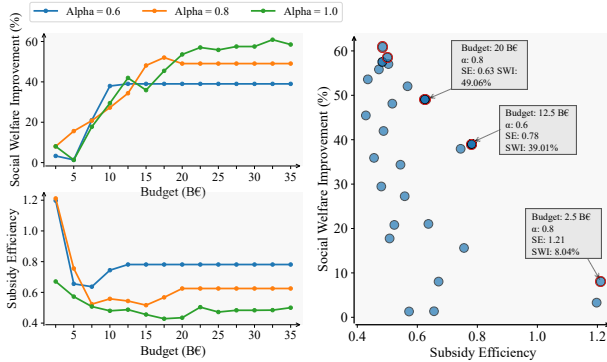 Alpha = 0.6 Alpha = 0.8 Alpha = 1.0
Social Welfare Improvement (%)
60
40
20
0
5 10 15 20 25 30 35
Budget (B€)
Subsidy Efficiency
1.2
1.0
0.8
0.6
0.4
5 10 15 20 25 30 35
Budget (B€)
Social Welfare Improvement (%)
60
50
40
30
20
10
0
0.4 0.6 0.8 1.0 1.2
Subsidy Efficiency
Budget: 20 B€
α: 0.8
SE: 0.63 SWI:
49.06%
Budget: 12.5 B€
α: 0.6
SE: 0.78
SWI: 39.01%
Budget: 2.5 B€
α: 0.8
SE: 1.21
SWI: 8.04%